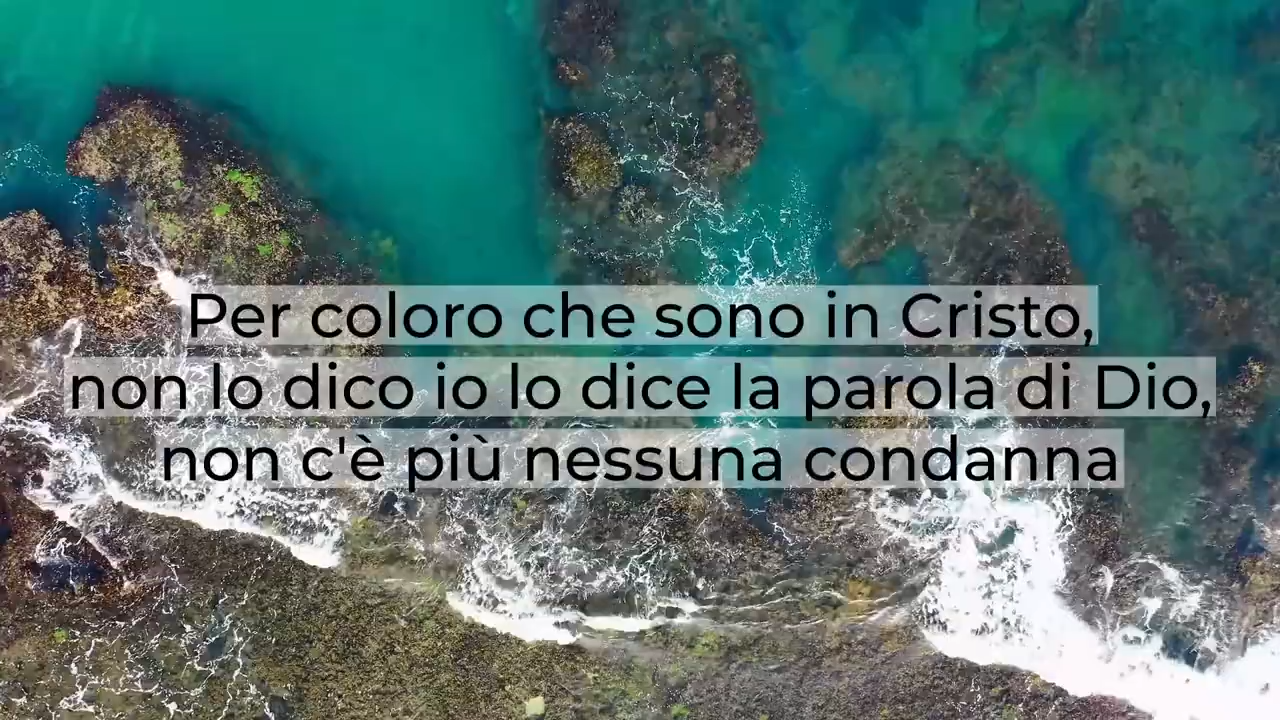 Per coloro che sono in Cristo,
non lo dico io lo dice la parola di Dio,
non c'è più nessuna condanna